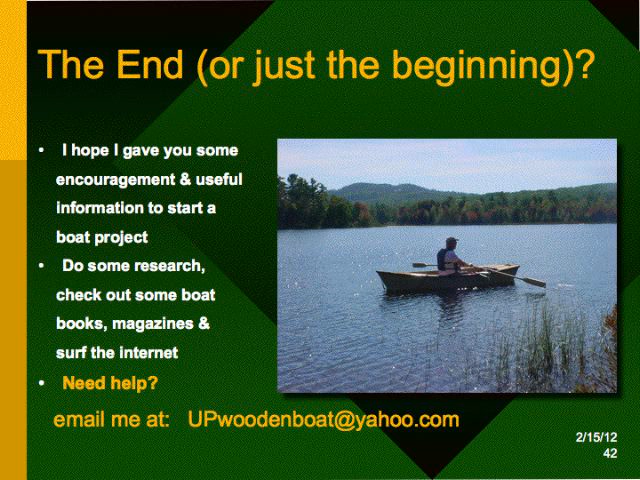 The End (or just the beginning)?
• I hope I gave you some
encouragement & useful
information to start a
boat project
• Do some research,
check out some boat
books, magazines &
surf the internet
• Need help?
email me at: UPwoodenboat@yahoo.com
2/15/12
42